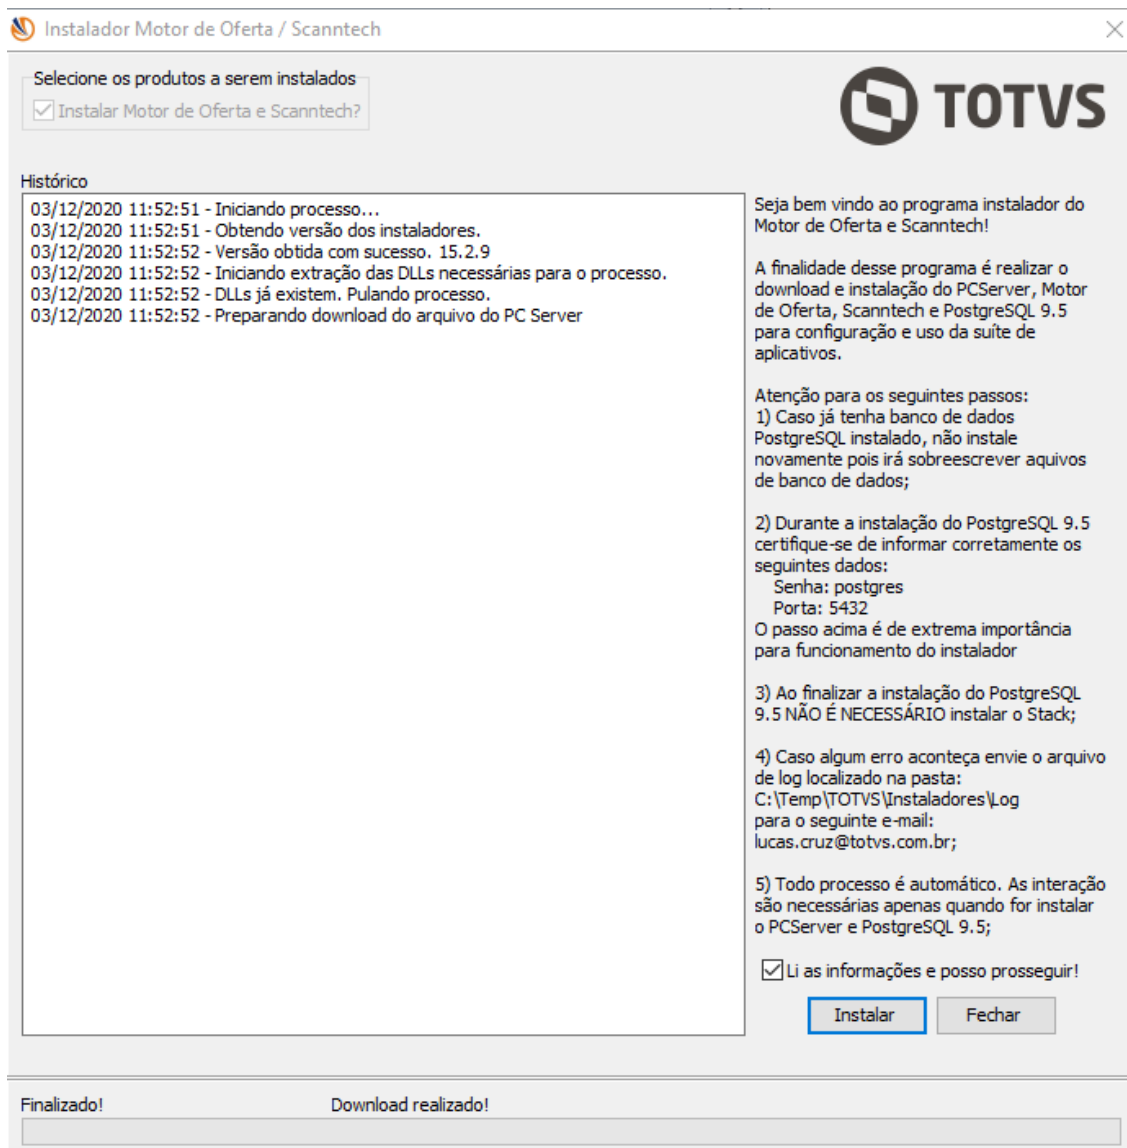 Instalador Motor de Oferta / Scanntech
Selecione os produtos a serem instalados
Instalar Motor de Oferta e Scanntech?
TOTVS
Histórico
03/12/2020 11:52:51 - Iniciando processo...
03/12/2020 11:52:51 - Obtendo versão dos instaladores.
03/12/2020 11:52:52 - Versão obtida com sucesso. 15.2.9
03/12/2020 11:52:52 - Iniciando extração das DLLs necessárias para o processo.
03/12/2020 11:52:52 - DLLs já existem. Pulando processo.
03/12/2020 11:52:52 - Preparando download do arquivo do PC Server
Seja bem vindo ao programa instalador do
Motor de Oferta e Scanntech!
A finalidade desse programa é realizar o
download e instalação do PCServer, Motor
de Oferta, Scanntech e PostgreSQL 9.5
para configuração e uso da suíte de
aplicativos.
Atenção para os seguintes passos:
1) Caso já tenha banco de dados
PostgreSQL instalado, não instale
novamente pois irá sobreescrever aquivos
de banco de dados;
2) Durante a instalação do PostgreSQL 9.5
certifique-se de informar corretamente os
seguintes dados:
Senha: postgres
Porta: 5432
O passo acima é de extrema importância
para funcionamento do instalador
3) Ao finalizar a instalação do PostgreSQL
9.5 NÃO É NECESSÁRIO instalar o Stack;
4) Caso algum erro aconteça envie o arquivo
de log localizado na pasta:
C:\Temp\TOTVS\Instaladores\Log
para o seguinte e-mail:
lucas.cruz@totvs.com.br;
5) Todo processo é automático. As interação
são necessárias apenas quando for instalar
o PCServer e PostgreSQL 9.5;
Li as informações e posso prosseguir!
Instalar Fechar
Finalizado! Download realizado!